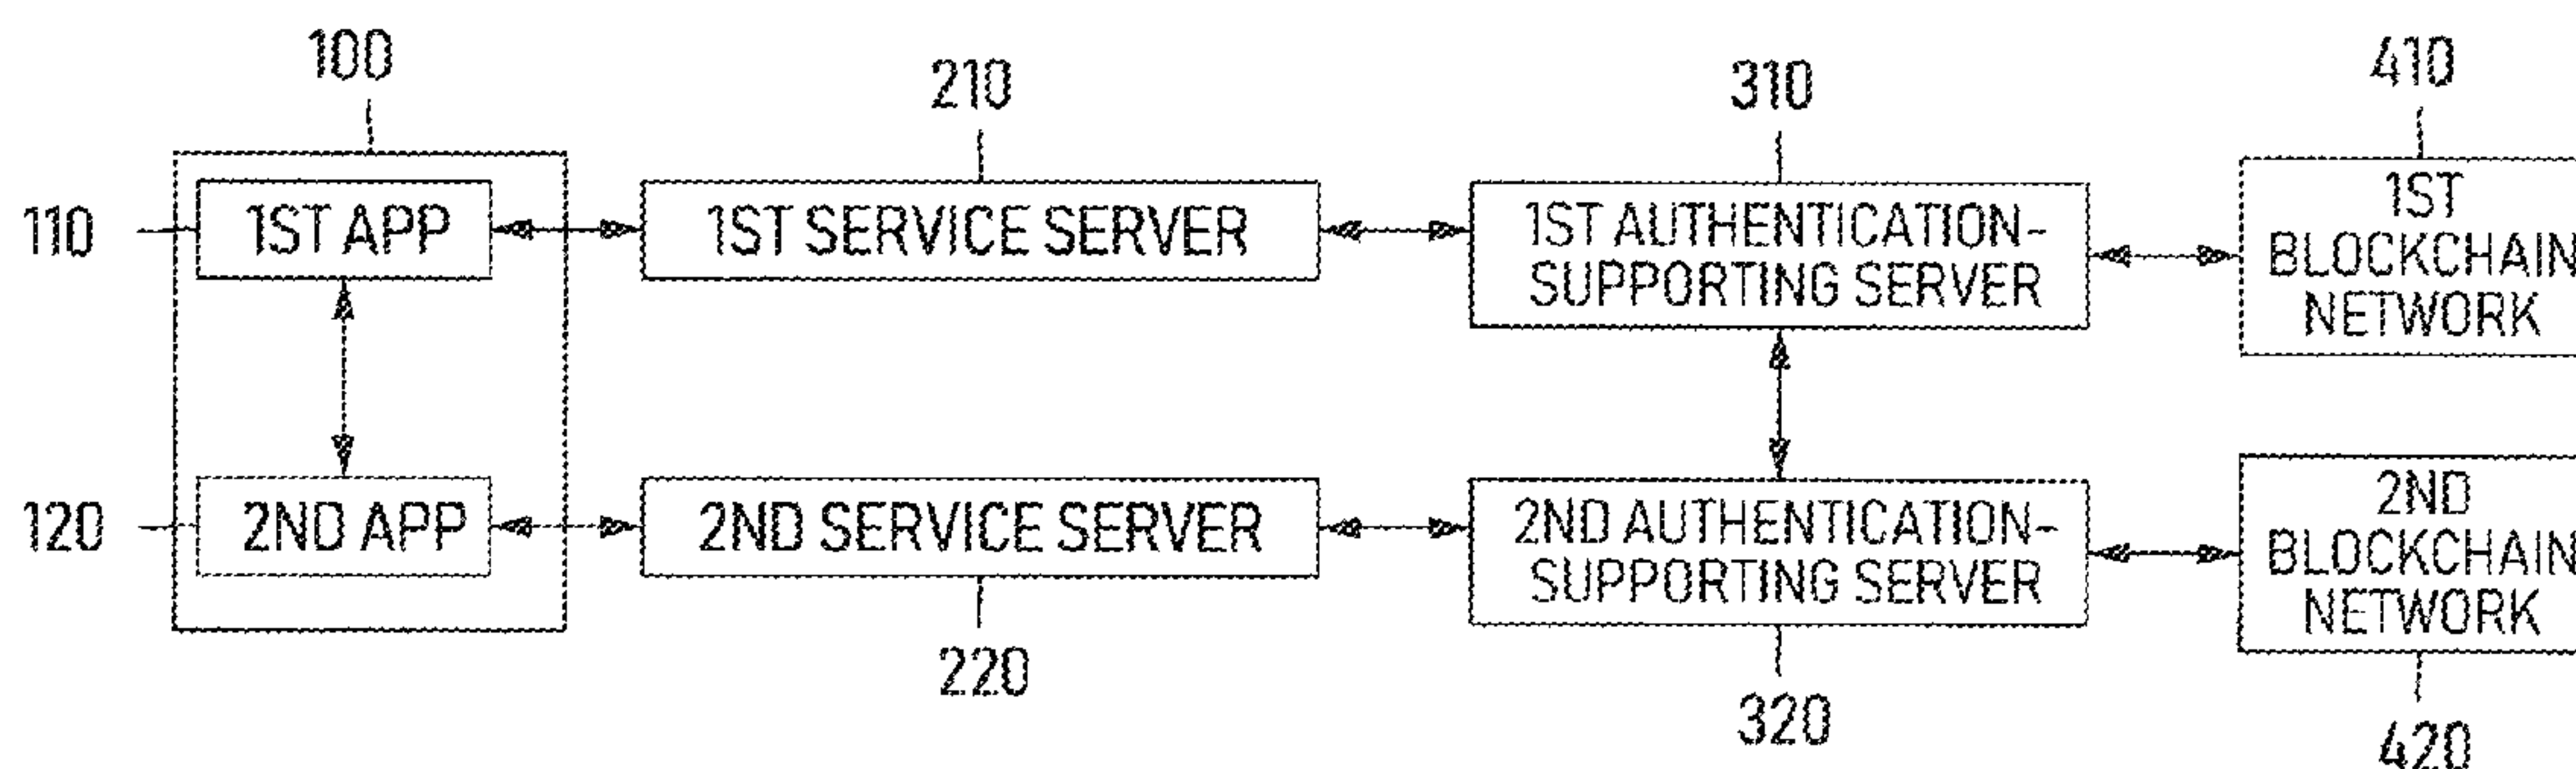 100
210
310
410
110
1ST APP
1ST SERVICE SERVER
1ST AUTHENTICATION-
SUPPORTING SERVER
1ST
BLOCKCHAIN
NETWORK
120
2ND APP
2ND SERVICE SERVER
2ND AUTHENTICATION-
SUPPORTING SERVER
2ND
BLOCKCHAIN
NETWORK
220
320
420